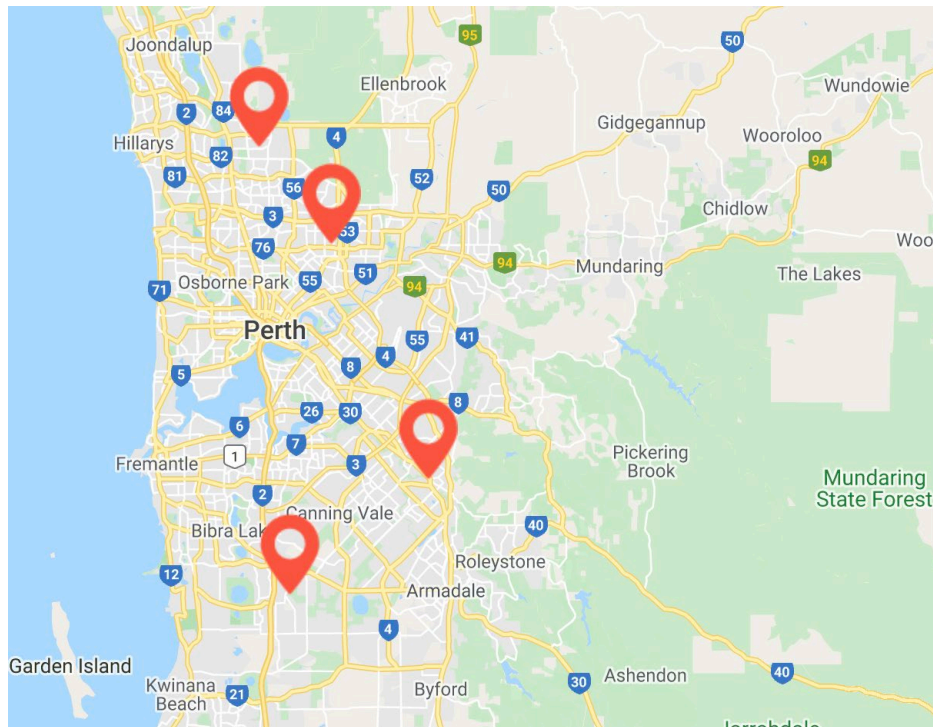 95
50
Joondalup
Ellenbrook
Wundowie
2
84
4
Gidgegannup
Wooroloo
Hillarys
82
94
81
56
52
50
Chidlow
3
53
76
Woo
94
Mundaring
51
The Lakes
Osborne Park
55
94
71
Perth
55
41
4
8
5
26
30
8
6
7
1
Pickering
Brook
Fremantle
3
Mundaring
State Forest
2
Canning Vale
40
Bibra Lak
Roleystone
12
Armadale
4
Garden Island
Ashendon
40
Kwinana
Beach
21
Byford
30
Jarrahdale